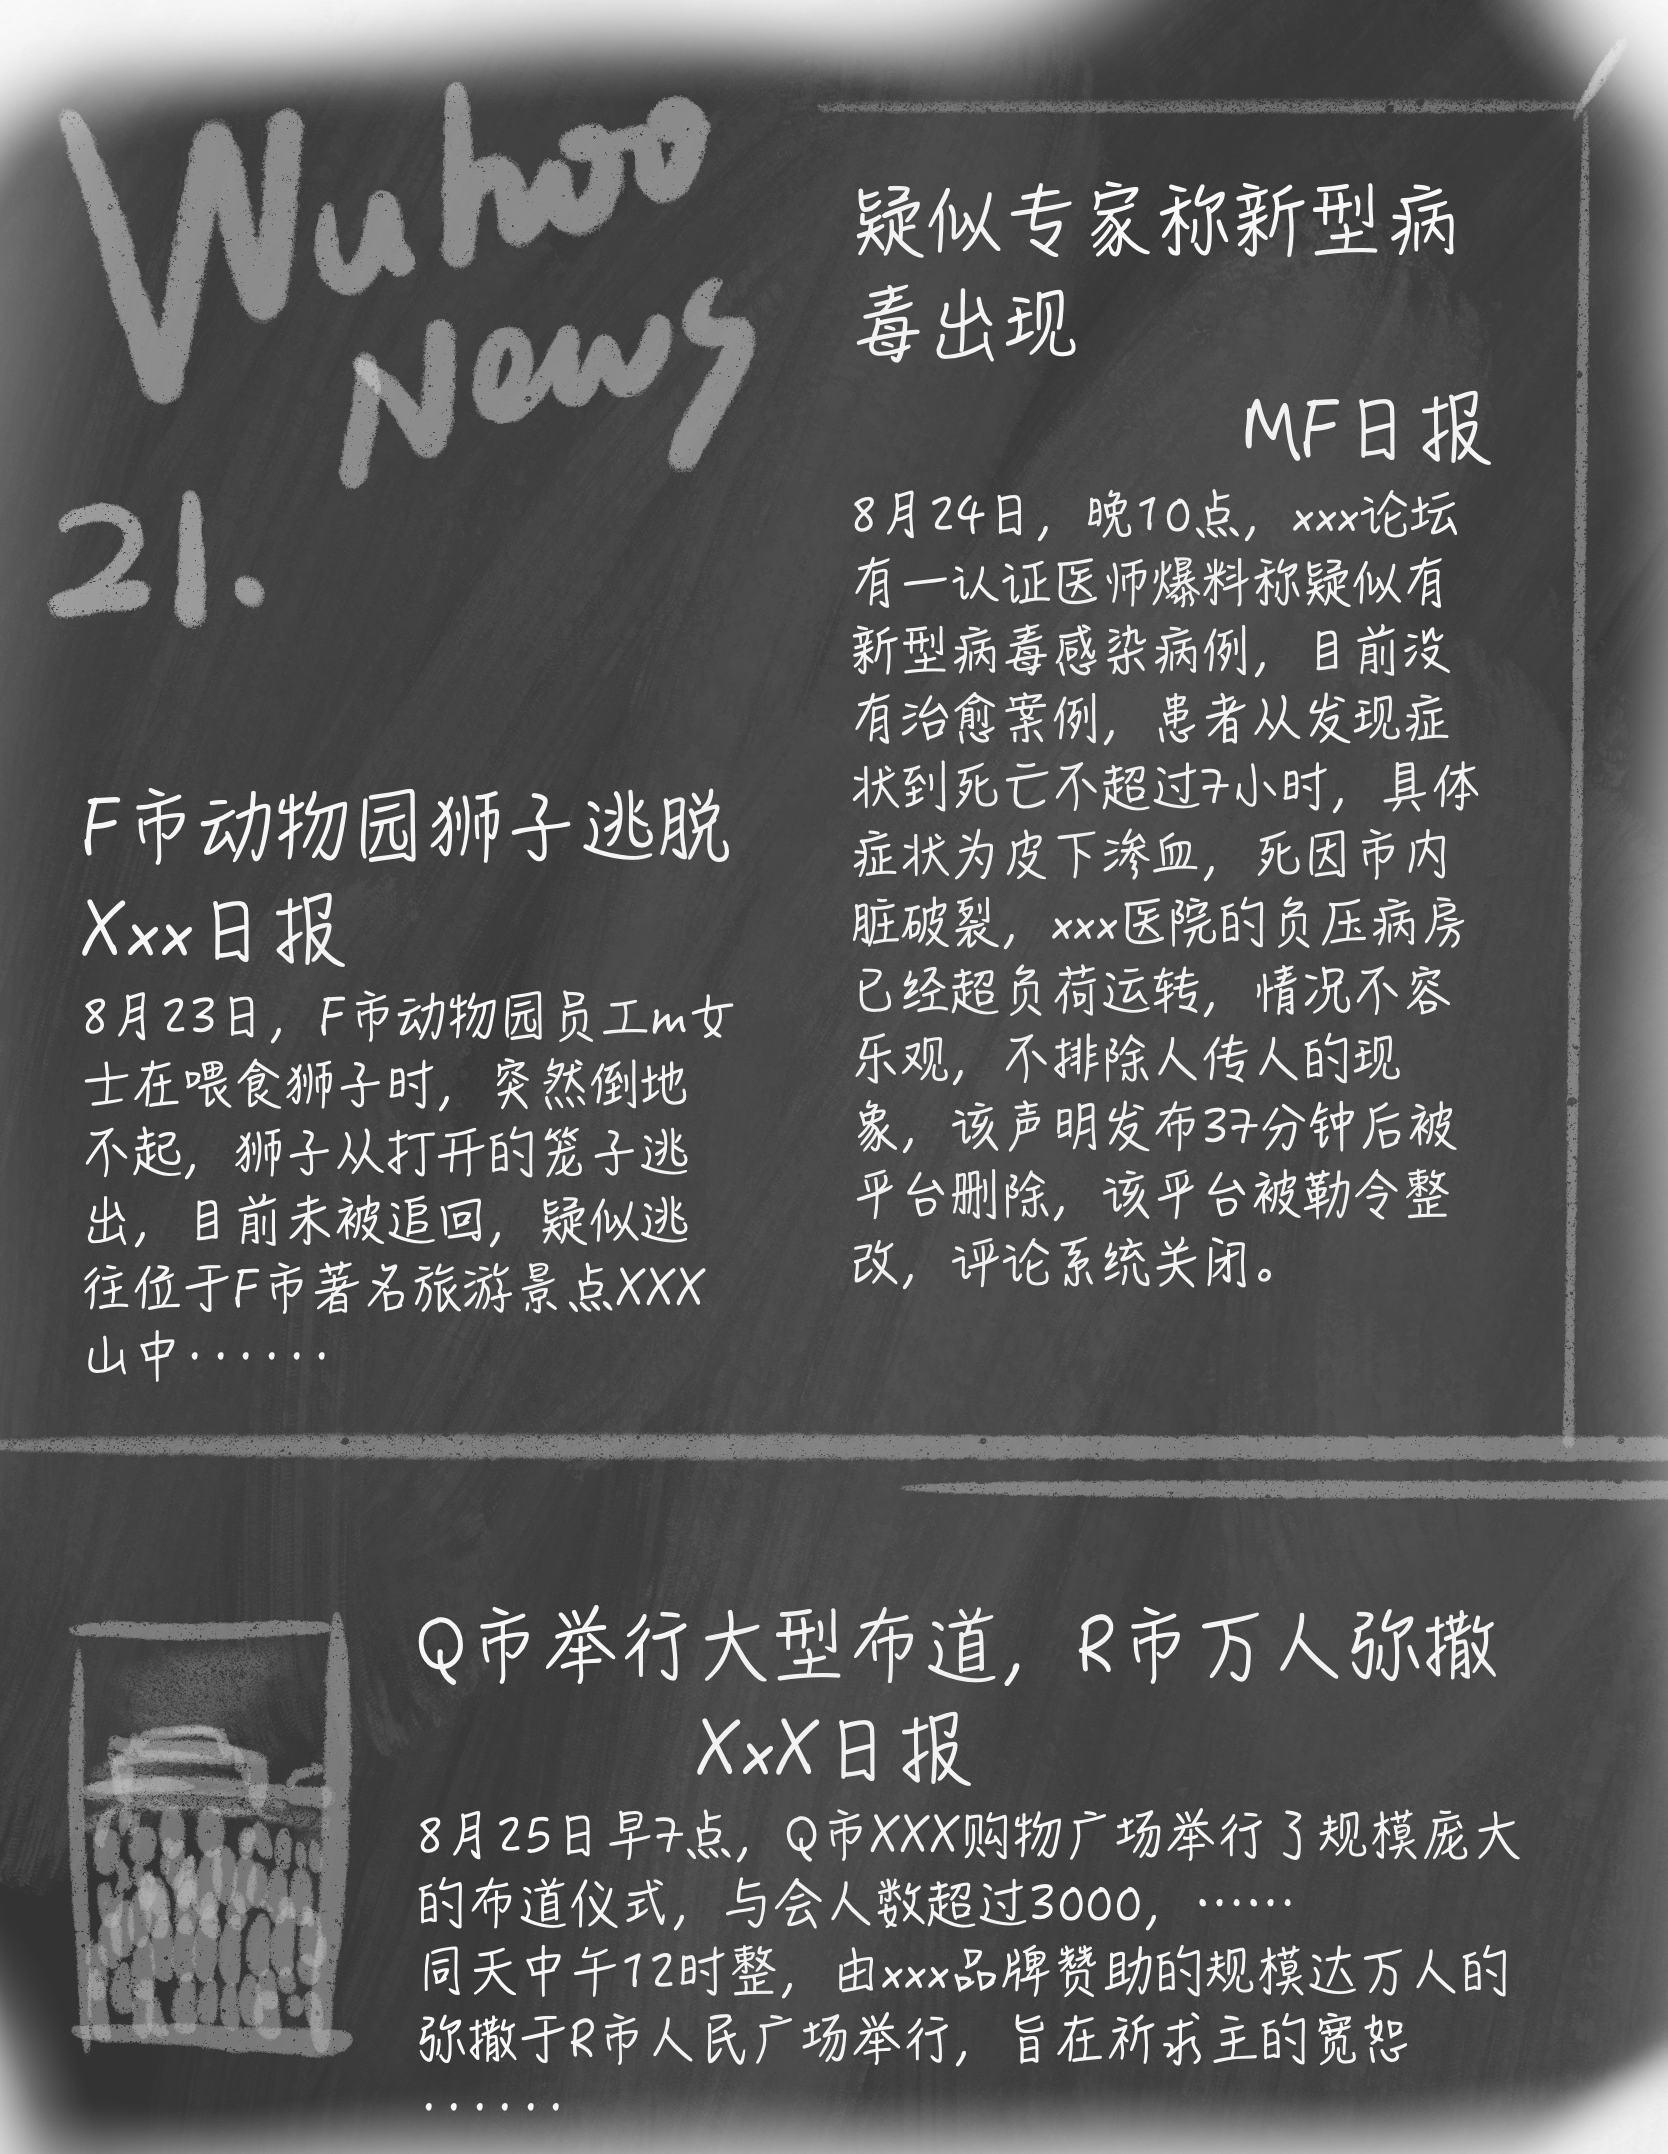 Wuhoo
News
21.
F市动物园狮子逃脱
Xxx日报
8月23日，F市动物园员工m女
士在喂食狮子时，突然倒地
不起，狮子从打开的笼子逃
出，目前未被追回，疑似逃
往位于F市著名旅游景点XXX
山中······
疑似专家称新型病
毒出现
MF日报
8月24日，晚10点，xxx论坛
有一认证医师爆料称疑似有
新型病毒感染病例，目前没
有治愈案例，患者从发现症
状到死亡不超过7小时，具体
症状为皮下渗血，死因市内
脏破裂，xxx医院的负压病房
已经超负荷运转，情况不容
乐观，不排除人传人的现
象，该声明发布37分钟后被
平台删除，该平台被勒令整
改，评论系统关闭。
Q市举行大型布道，R市万人弥撒
XxX日报
8月25日早7点，Q市XXX购物广场举行了规模庞大
的布道仪式，与会人数超过3000，……
同天中午12时整，由xxx品牌赞助的规模达万人的
弥撒于R市人民广场举行，旨在祈求主的宽恕
······